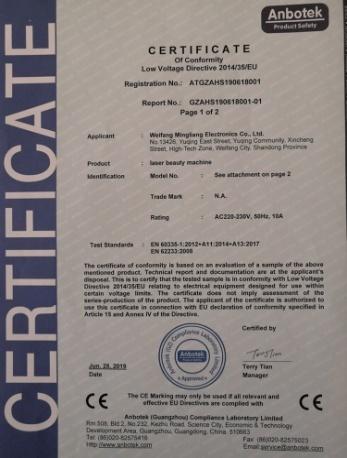 Anbotek
Product Safety
CERTIFICATE
CERTIFICATE
Of Conformity
Low Voltage Directive 2014/35/EU
Registration No.: ATGZAHS190618001
Report No.: GZAHS190618001-01
Page 1 of 2
Applicant : Weifang Mingliang Electronics Co., Ltd.
No.13426, Yuqing East Street, Yuqing Community, Xincheng
Street, High-Tech Zone, Weifang City, Shandong Province
Product : laser beauty machine
Identification Model No. : See attachment on page 2
Trade Mark : N.A.
Rating : AC220-230V, 50Hz, 10A
Test Standards : EN 60335-1:2012+A11:2014+A13:2017
EN 62233:2008
The certificate of conformity is based on an evaluation of a sample of the above
mentioned product. Technical report and documentation are at the applicant's
disposal. This is to certify that the tested sample is in conformity with Low Voltage
Directive 2014/35/EU relating to electrical equipment designed for use within
certain voltage limits. The certificate does not imply assessment of the
series-production of the product. The applicant of the certificate is authorized to
use this certificate in connection with EU declaration of conformity specified in
Article 15 and Annex IV of the Directive.
Certified by
Anbotek
Jun. 28, 2019
Date
Terry Tian
Manager
CE
The CE Marking may only be used if all relevant and
effective EU Directives are complied with
CE
Anbotek (Guangzhou) Compliance Laboratory Limited
Rm.508, Bld.2, No.232, Kezhu Road, Science City, Economic & Technology
Development Area, Guangzhou, Guangdong, China. 510663
Tel: (86)020-82575416
Fax: (86)020-82575023
Http://www.anbotek.com
Email:service@anbotek.com